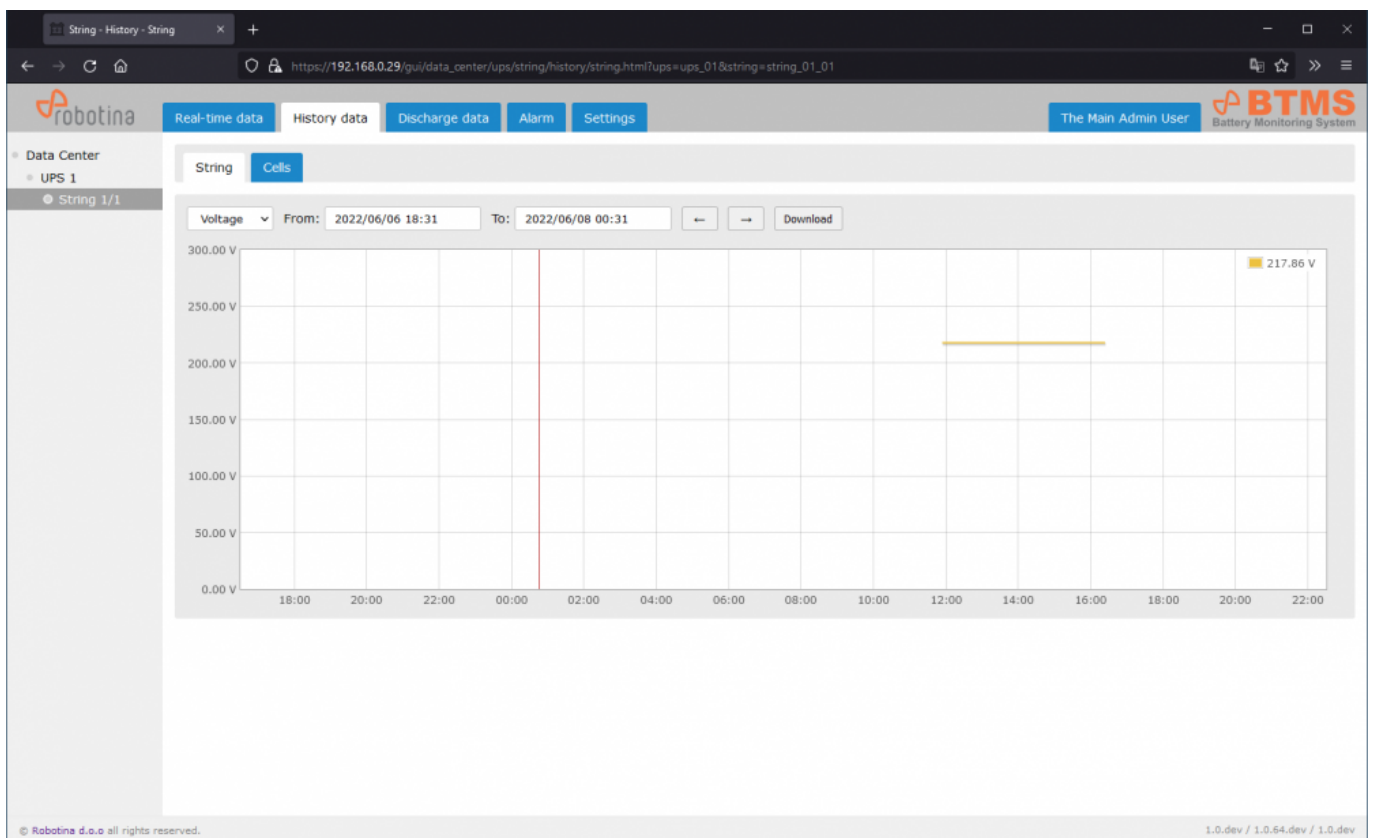 String - History - String
https://192.168.0.29/gui/data_center/ups/string/history/string.html?ups=ups_01&string=string_01_01
robotina
Real-time data History data Discharge data Alarm Settings The Main Admin User
BTMS
Battery Monitoring System
Data Center
UPS 1
String 1/1
String Cells
Voltage From: 2022/06/06 18:31 To: 2022/06/08 00:31 ← → Download
300.00 V
217.86 V
250.00 V
200.00 V
150.00 V
100.00 V
50.00 V
0.00 V
18:00 20:00 22:00 00:00 02:00 04:00 06:00 08:00 10:00 12:00 14:00 16:00 18:00 20:00 22:00
© Robotina d.o.o all rights reserved. 1.0.dev / 1.0.64.dev / 1.0.dev